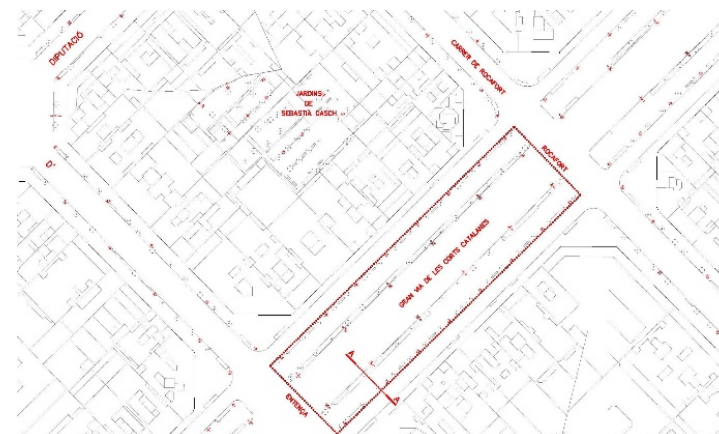 DIPUTACIÓ
CARRER DE ROCAFORT
JARDINS
DE
SEBASTIÀ GASCH
ROCAFORT
D'
GRAN VIA DE LES CORTS CATALANES
A
A
ENTENÇA